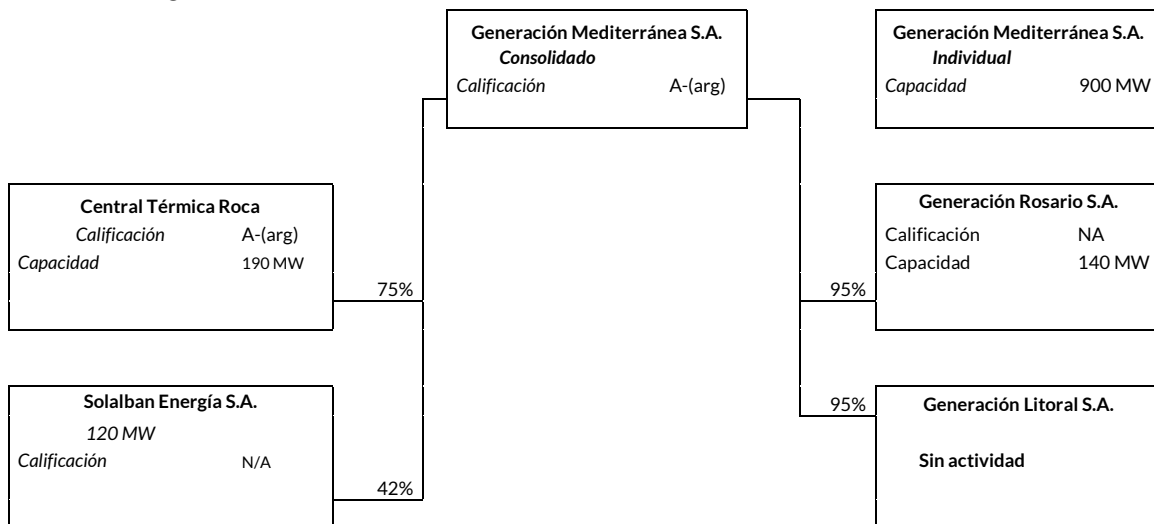 Generación Mediterránea S.A.
Consolidado
Calificación A-(arg)
Generación Mediterránea S.A.
Individual
Capacidad 900 MW
Central Térmica Roca
Calificación A-(arg)
Capacidad 190 MW
75%
Generación Rosario S.A.
Calificación NA
Capacidad 140 MW
95%
Solalban Energía S.A.
120 MW
Calificación N/A
42%
95%
Generación Litoral S.A.
Sin actividad